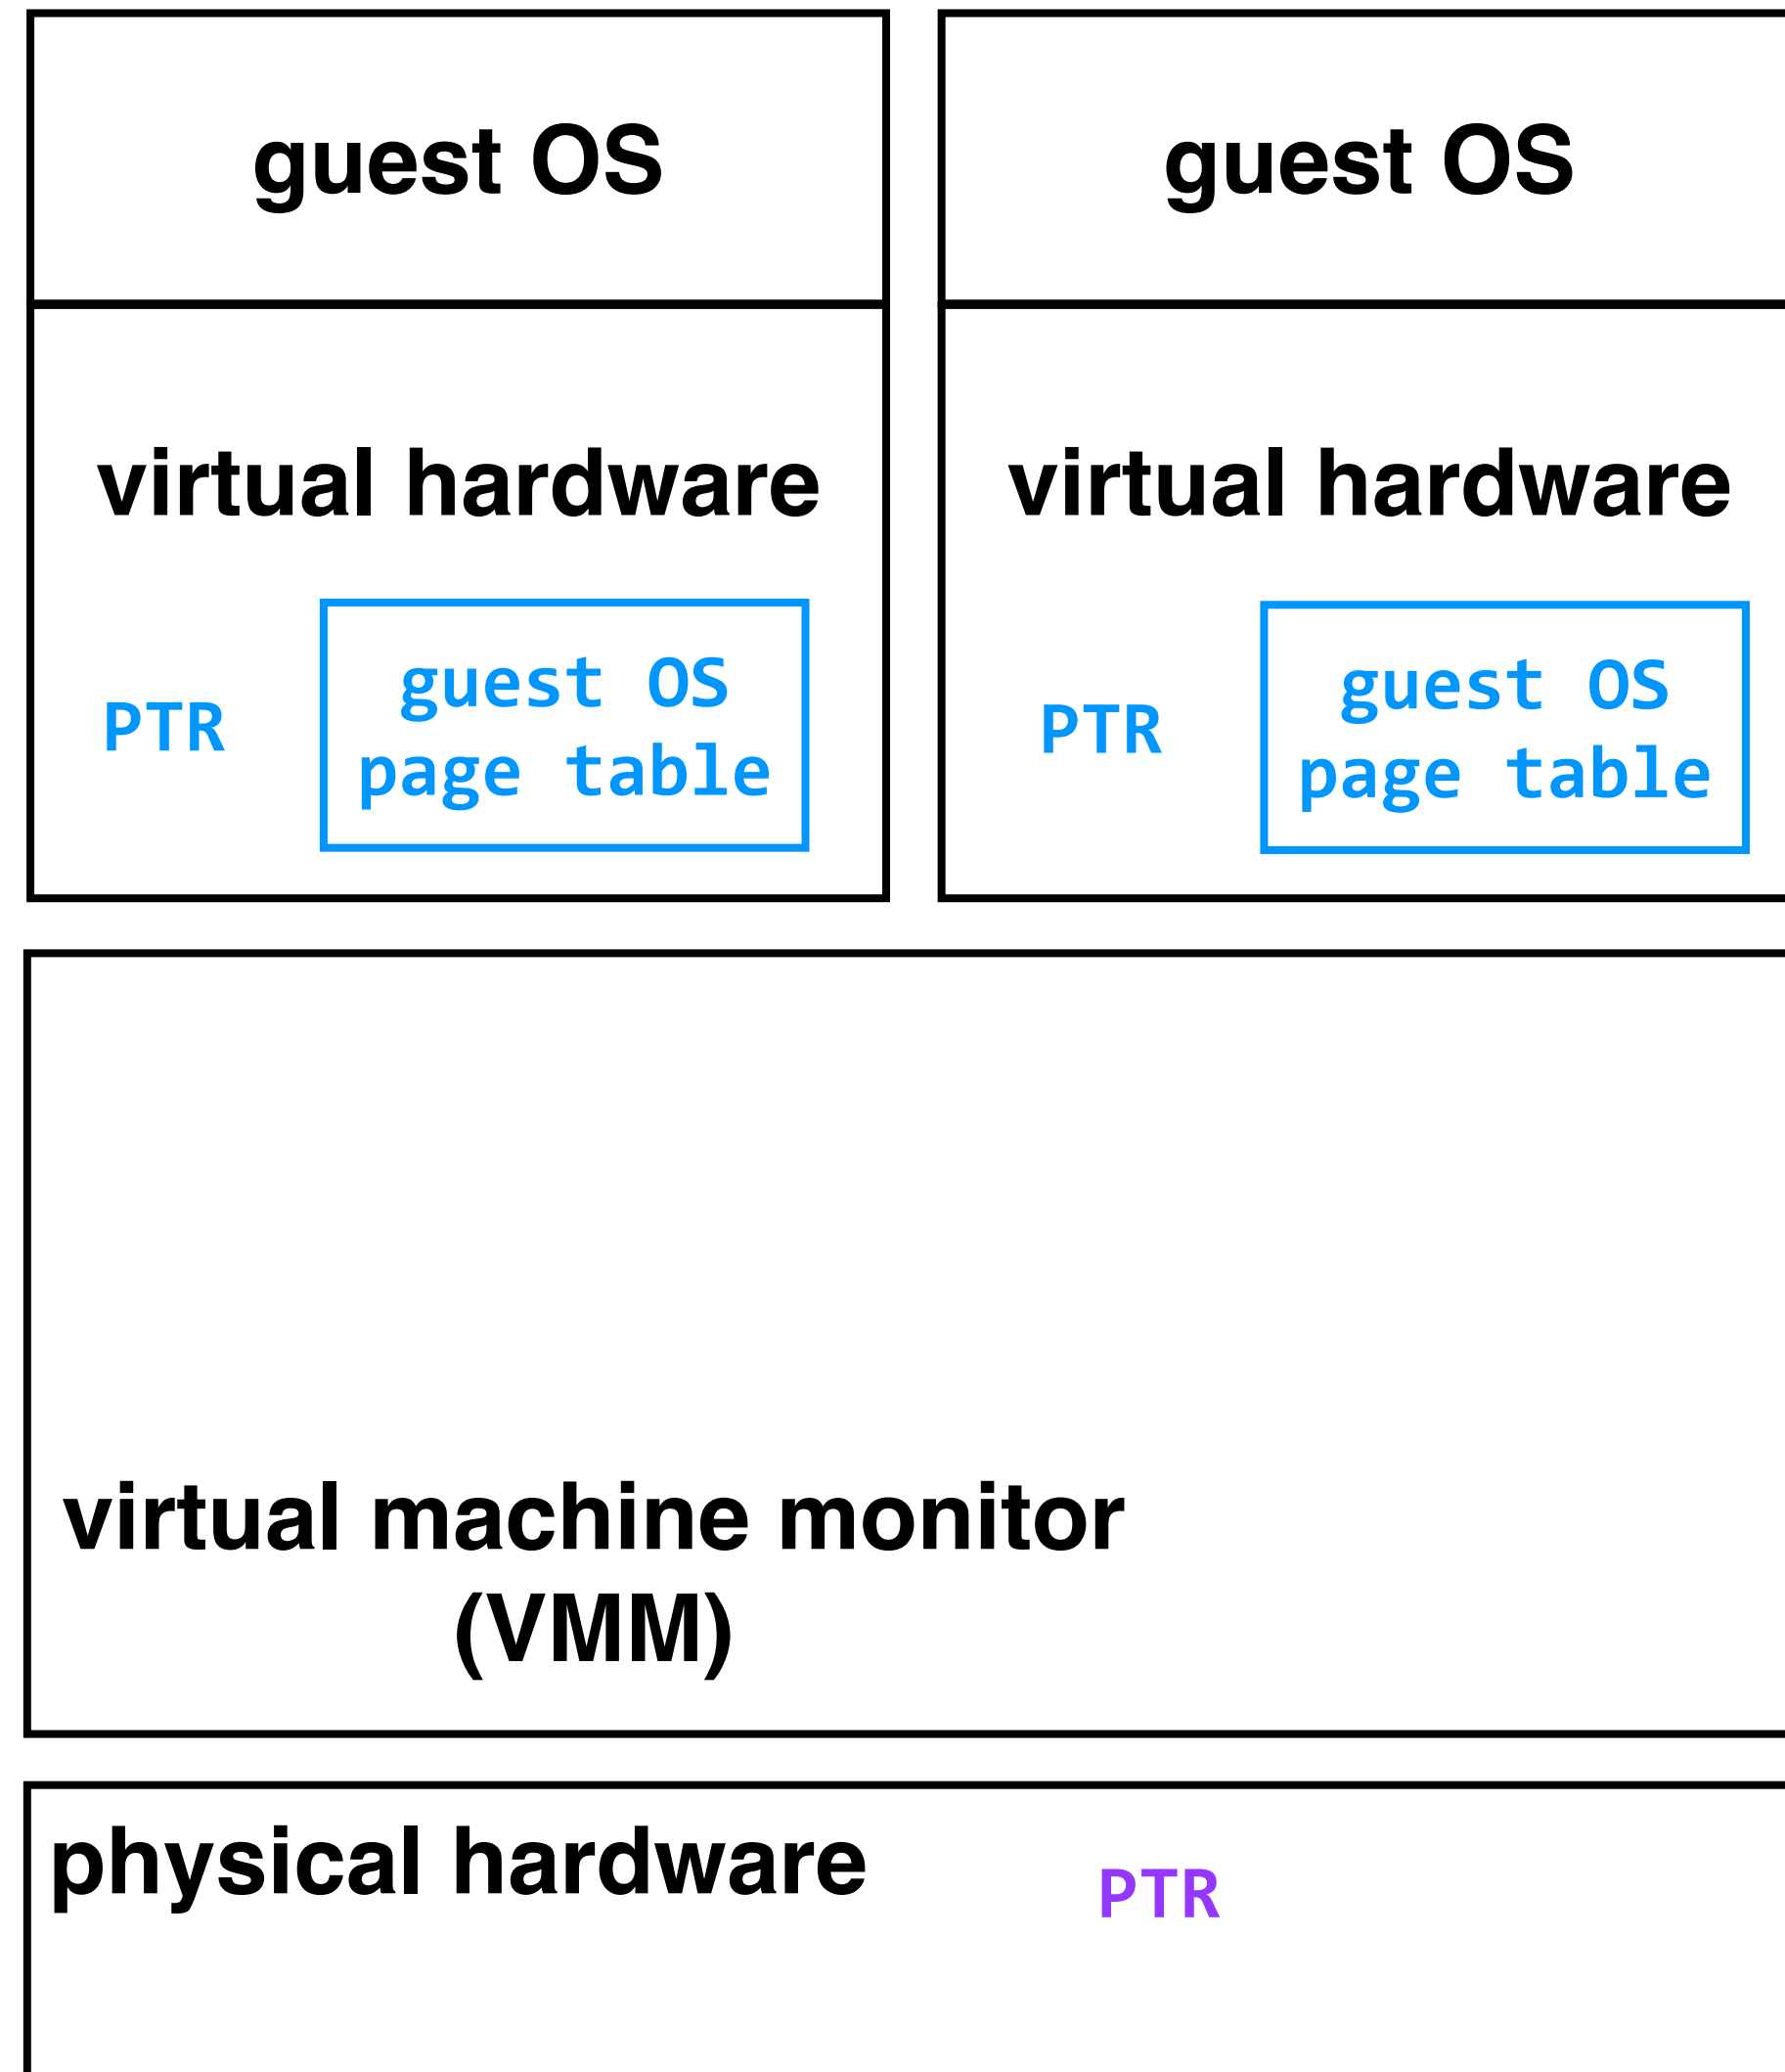 guest OS
guest OS
virtual hardware
virtual hardware
PTR
guest OS
page table
PTR
guest OS
page table
virtual machine monitor
(VMM)
physical hardware
PTR